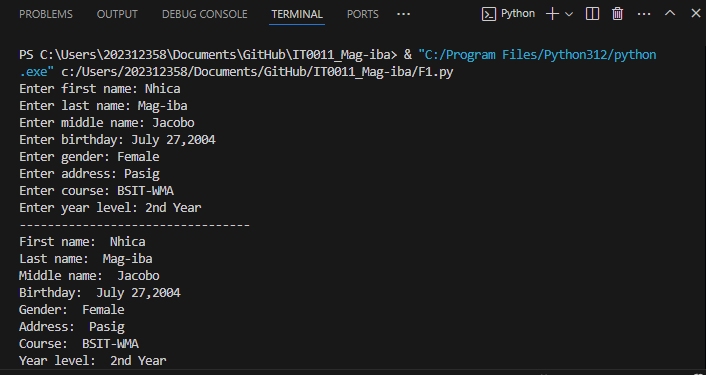 PROBLEMS OUTPUT DEBUG CONSOLE TERMINAL PORTS ··· Python
PS C:\Users\202312358\Documents\GitHub\IT0011_Mag-iba> & "C:/Program Files/Python312/python
.exe" c:/Users/202312358/Documents/GitHub/IT0011_Mag-iba/F1.py
Enter first name: Nhica
Enter last name: Mag-iba
Enter middle name: Jacobo
Enter birthday: July 27,2004
Enter gender: Female
Enter address: Pasig
Enter course: BSIT-WMA
Enter year level: 2nd Year
---------------------------------
First name:  Nhica
Last name:  Mag-iba
Middle name:  Jacobo
Birthday:  July 27,2004
Gender:  Female
Address:  Pasig
Course:  BSIT-WMA
Year level:  2nd Year